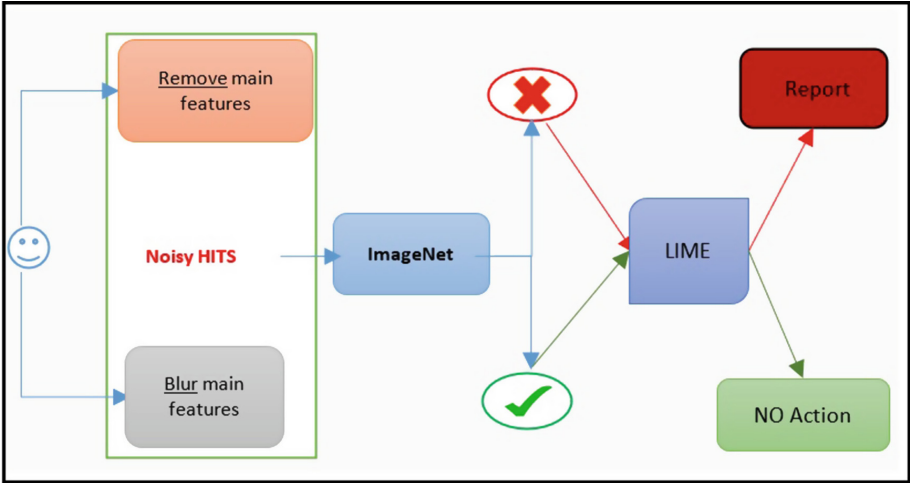 Remove main
features
Noisy HITS
Blur main
features
ImageNet
LIME
Report
NO Action